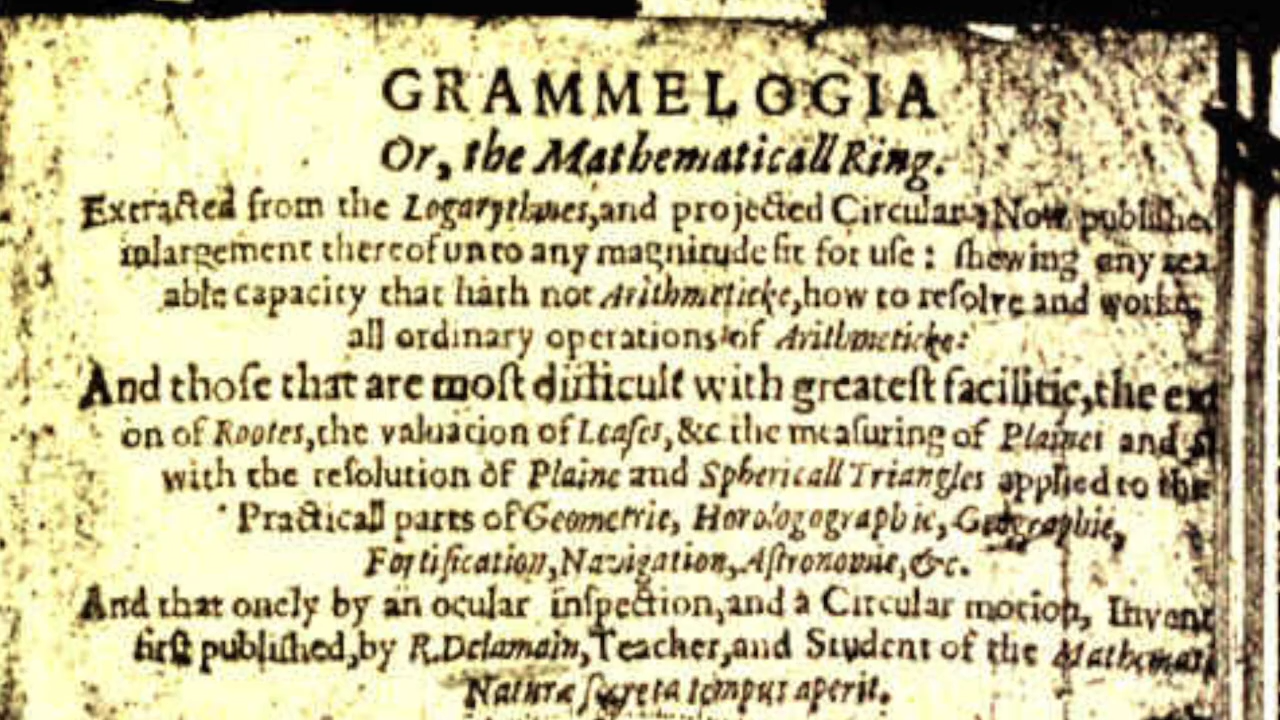 GRAMMELOGIA
Or, the Mathematicall Ring.
Extracted from the Logarythmes, and projected Circular: Now
inlargement thereof unto any magnitude fit for use: shewing any rea
able capacity that hath not Arithmeticke, how to resolve and worke,
all ordinary operations of Arithmeticke:
And those that are most difficult with greatest facilitie, the ext
on of Rootes, the valuation of Leases, &c. the measuring of Plaines and
with the resolution of Plaine and Sphericall Triangles applied to the
Practicall parts of Geometrie, Horologographie, Geographie,
Fortification, Navigation, Astronomie, &c.
And that onely by an ocular inspection, and a Circular motion, Invent
first published, by R. Delamain, Teacher, and Student of the Mathemati
Naturæ secreta tempus aperit.